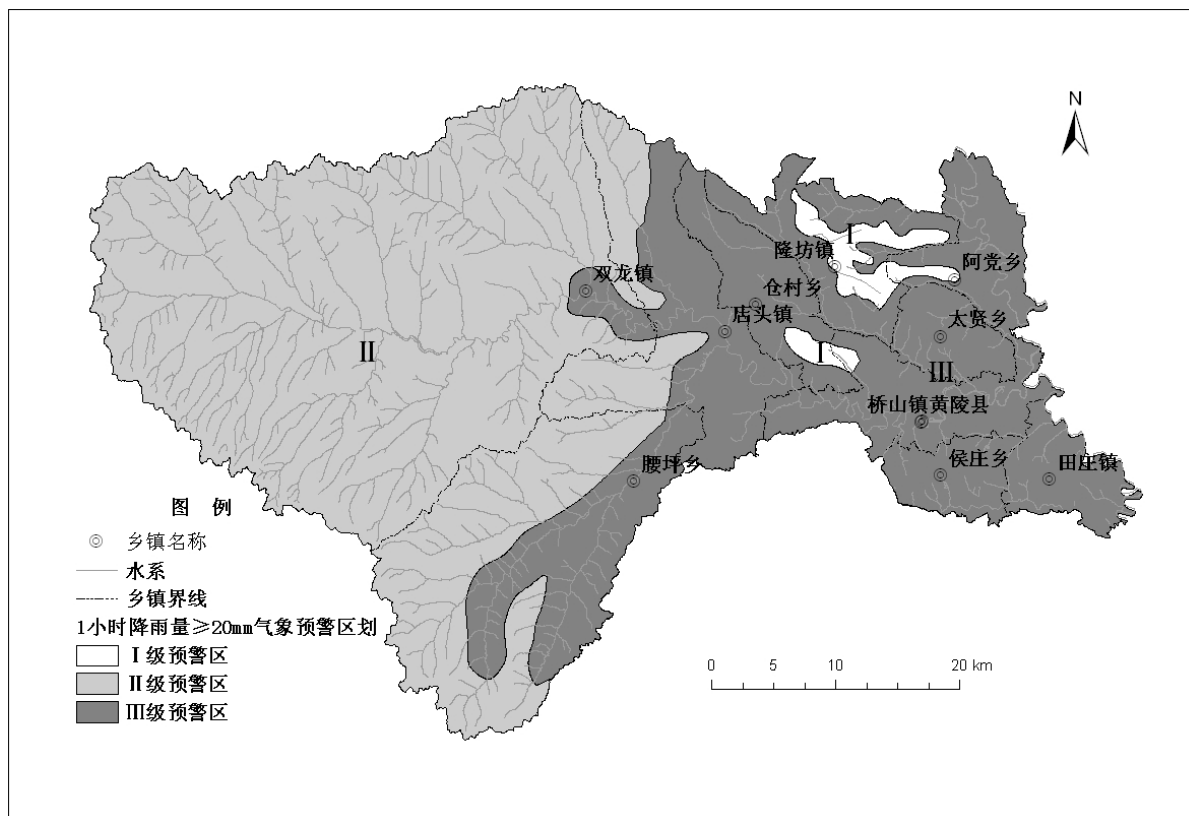 N
Ⅰ
隆坊镇
阿党乡
双龙镇
仓村乡
太贤乡
店头镇
Ⅱ
Ⅰ
Ⅲ
桥山镇黄陵县
腰坪乡
侯庄乡
田庄镇
图 例
乡镇名称
水系
乡镇界线
1小时降雨量≥20mm气象预警区划
Ⅰ级预警区
Ⅱ级预警区
Ⅲ级预警区
0 5 10 20 km